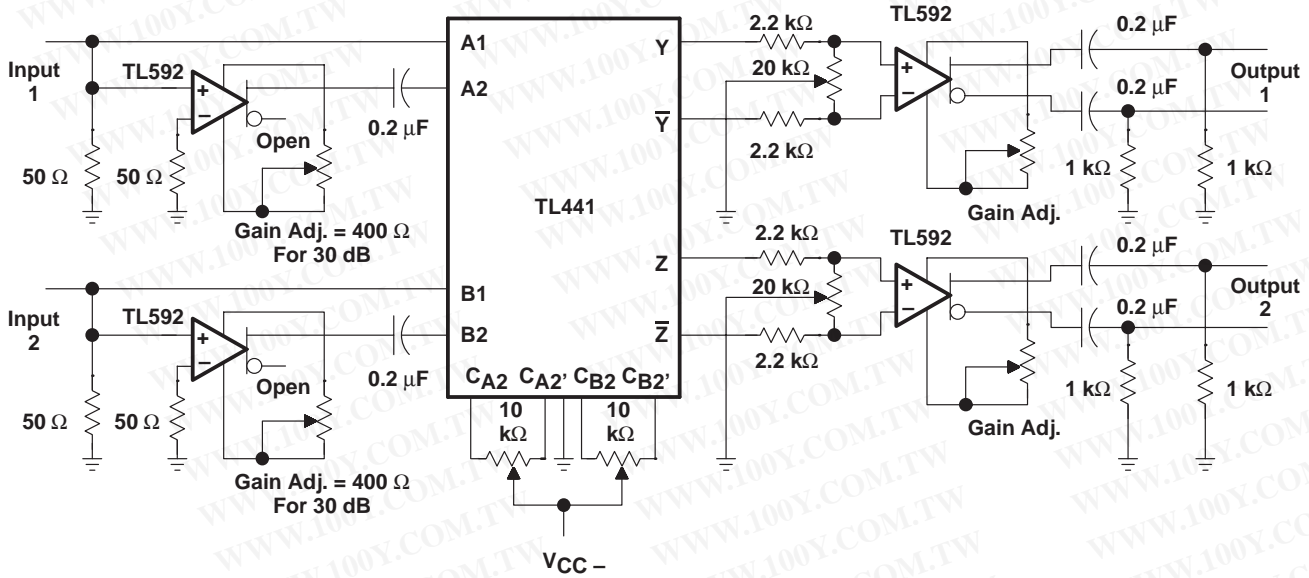 Input
1
TL592
+
−
Open
50 Ω
50 Ω
0.2 μF
Gain Adj. = 400 Ω
For 30 dB
Input
2
TL592
+
−
Open
50 Ω
50 Ω
0.2 μF
Gain Adj. = 400 Ω
For 30 dB
A1
A2
B1
B2
TL441
Y
Y̅
Z
Z̅
CA2 CA2' CB2 CB2'
10
kΩ
10
kΩ
VCC –
2.2 kΩ
20 kΩ
2.2 kΩ
TL592
+
−
Gain Adj.
0.2 μF
0.2 μF
1 kΩ
1 kΩ
Output
1
2.2 kΩ
20 kΩ
2.2 kΩ
TL592
+
−
Gain Adj.
0.2 μF
0.2 μF
1 kΩ
1 kΩ
Output
2
WWW.100Y.COM.TW